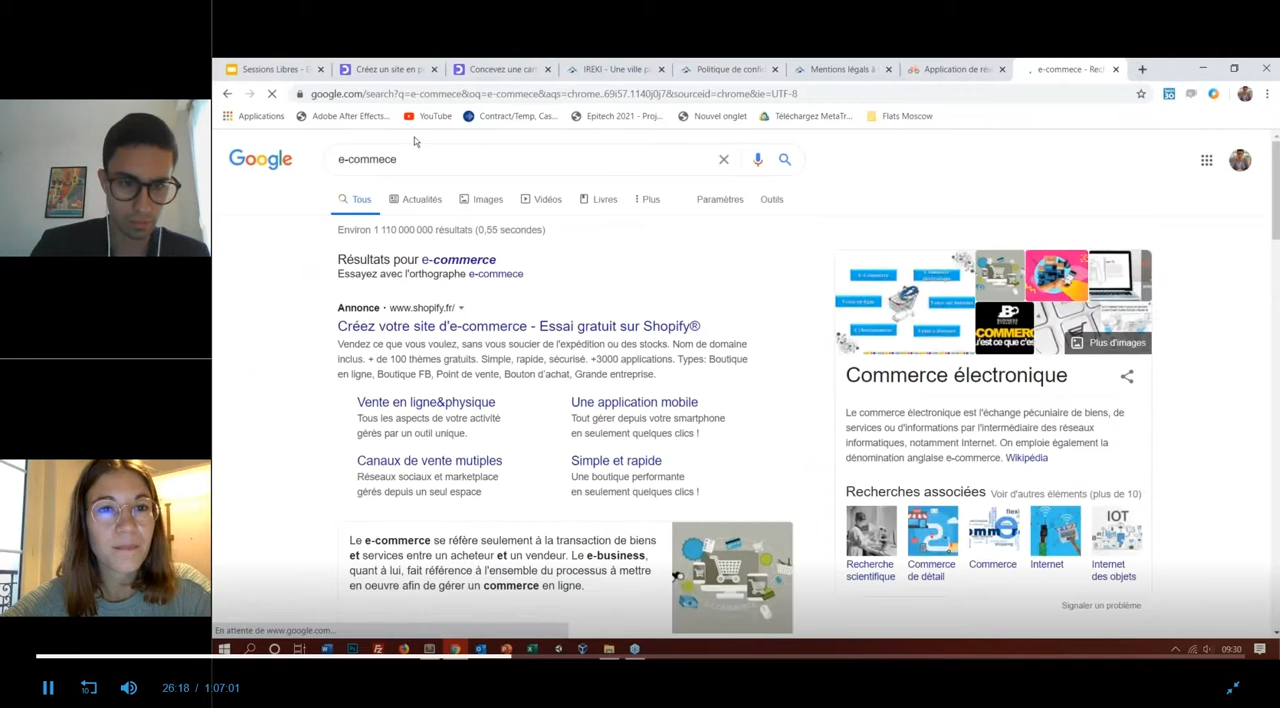 Sessions Libres - E
Créez un site en pe
Concevez une cart
IREKI - Une ville pa
Politique de confid
Mentions légales à l
Application de rés
e-commece - Rech
google.com/search?q=e-commece&oq=e-commece&aqs=chrome..69i57.1140j0j7&sourceid=chrome&ie=UTF-8
Applications
Adobe After Effects...
YouTube
Contract/Temp, Cas...
Epitech 2021 - Proj...
Nouvel onglet
Téléchargez MetaTr...
Flats Moscow
Google
e-commece
Tous
Actualités
Images
Vidéos
Livres
Plus
Paramètres
Outils
Environ 1 110 000 000 résultats (0,55 secondes)
Résultats pour e-commerce
Essayez avec l'orthographe e-commece
Annonce · www.shopify.fr/
Créez votre site d'e-commerce - Essai gratuit sur Shopify®
Vendez ce que vous voulez, sans vous soucier de l'expédition ou des stocks. Nom de domaine
inclus. + de 100 thèmes gratuits. Simple, rapide, sécurisé. +3000 applications. Types: Boutique
en ligne, Boutique FB, Point de vente, Bouton d'achat, Grande entreprise.
Vente en ligne&physique
Tous les aspects de votre activité
gérés par un outil unique.
Une application mobile
Tout gérer depuis votre smartphone
en seulement quelques clics !
Canaux de vente mutiples
Réseaux sociaux et marketplace
gérés depuis un seul espace
Simple et rapide
Une boutique performante
en seulement quelques clics !
Le e-commerce se réfère seulement à la transaction de biens
et services entre un acheteur et un vendeur. Le e-business,
quant à lui, fait référence à l'ensemble du processus à mettre
en oeuvre afin de gérer un commerce en ligne.
Plus d'images
Commerce électronique
Le commerce électronique est l'échange pécuniaire de biens, de
services ou d'informations par l'intermédiaire des réseaux
informatiques, notamment Internet. On emploie également la
dénomination anglaise e-commerce. Wikipédia
Recherches associées
Voir d'autres éléments (plus de 10)
IOT
Recherche
scientifique
Commerce
de détail
Commerce
Internet
Internet
des objets
Signaler un problème
En attente de www.google.com...
09:30
10
26:18 / 1:07:01